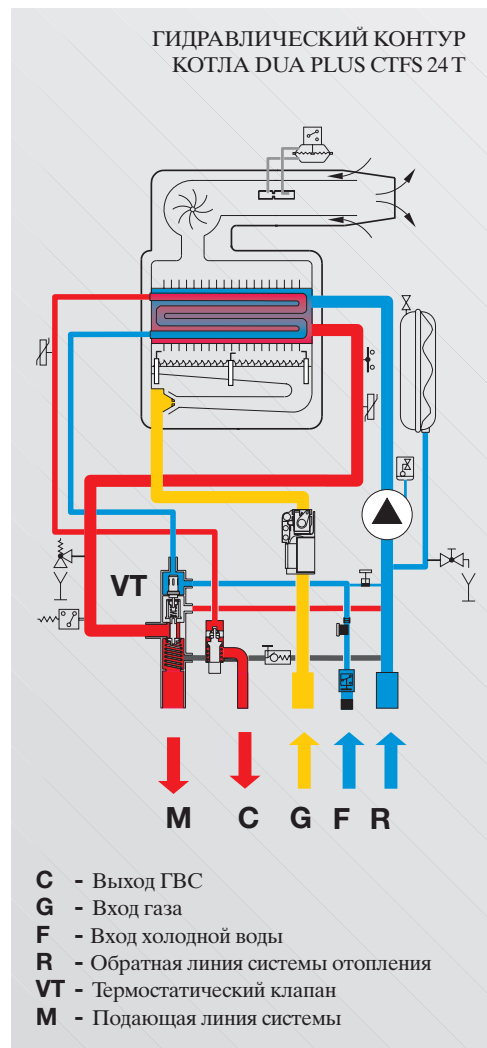 ГИДРАВЛИЧЕСКИЙ КОНТУР
КОТЛА DUA PLUS CTFS 24 T
VT
M C G F R
C - Выход ГВС
G - Вход газа
F - Вход холодной воды
R - Обратная линия системы отопления
VT - Термостатический клапан
M - Подающая линия системы